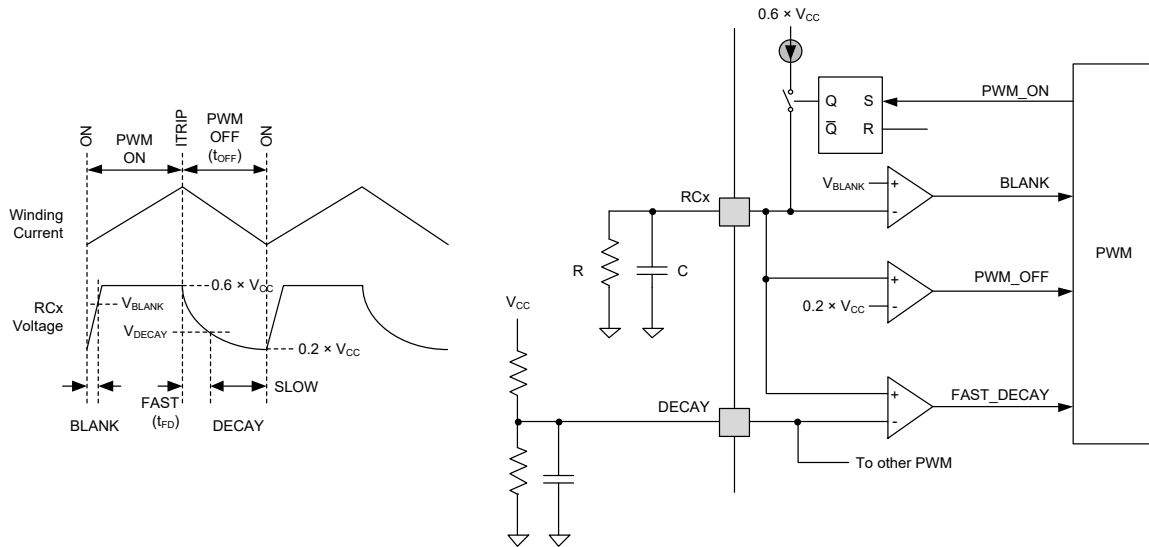 ON
PWM
ON
ITRIP
PWM
OFF
(tOFF)
ON
Winding
Current
RCx
Voltage
0.6 × VCC
VBLANK
VDECAY
0.2 × VCC
BLANK
FAST
(tFD)
SLOW
DECAY
0.6 × VCC
Q S
Q̅ R
PWM_ON
VBLANK
+
-
BLANK
RCx
R
C
PWM
+
-
0.2 × VCC
PWM_OFF
VCC
DECAY
+
-
FAST_DECAY
To other PWM